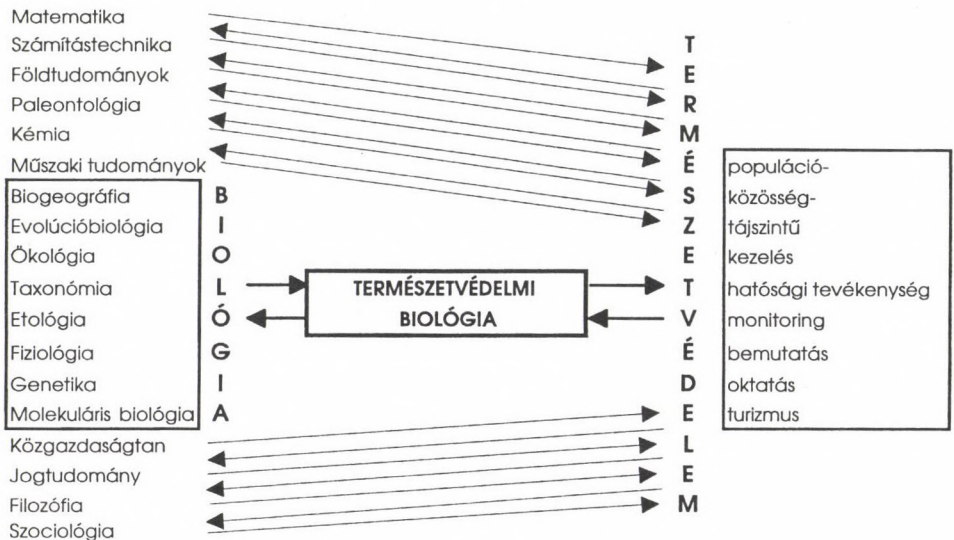 Matematika
Számítástechnika
Földtudományok
Paleontológia
Kémia
Műszaki tudományok
Biogeográfia
Evolúcióbiológia
Ökológia
Taxonómia
Etológia
Fiziológia
Genetika
Molekuláris biológia
Közgazdaságtan
Jogtudomány
Filozófia
Szociológia
B
I
O
L
Ó
G
I
A
TERMÉSZETVÉDELMI
BIOLÓGIA
T
E
R
M
É
S
Z
E
T
V
É
D
E
L
E
M
populáció-
közösség-
tájszintű
kezelés
hatósági tevékenység
monitoring
bemutatás
oktatás
turizmus